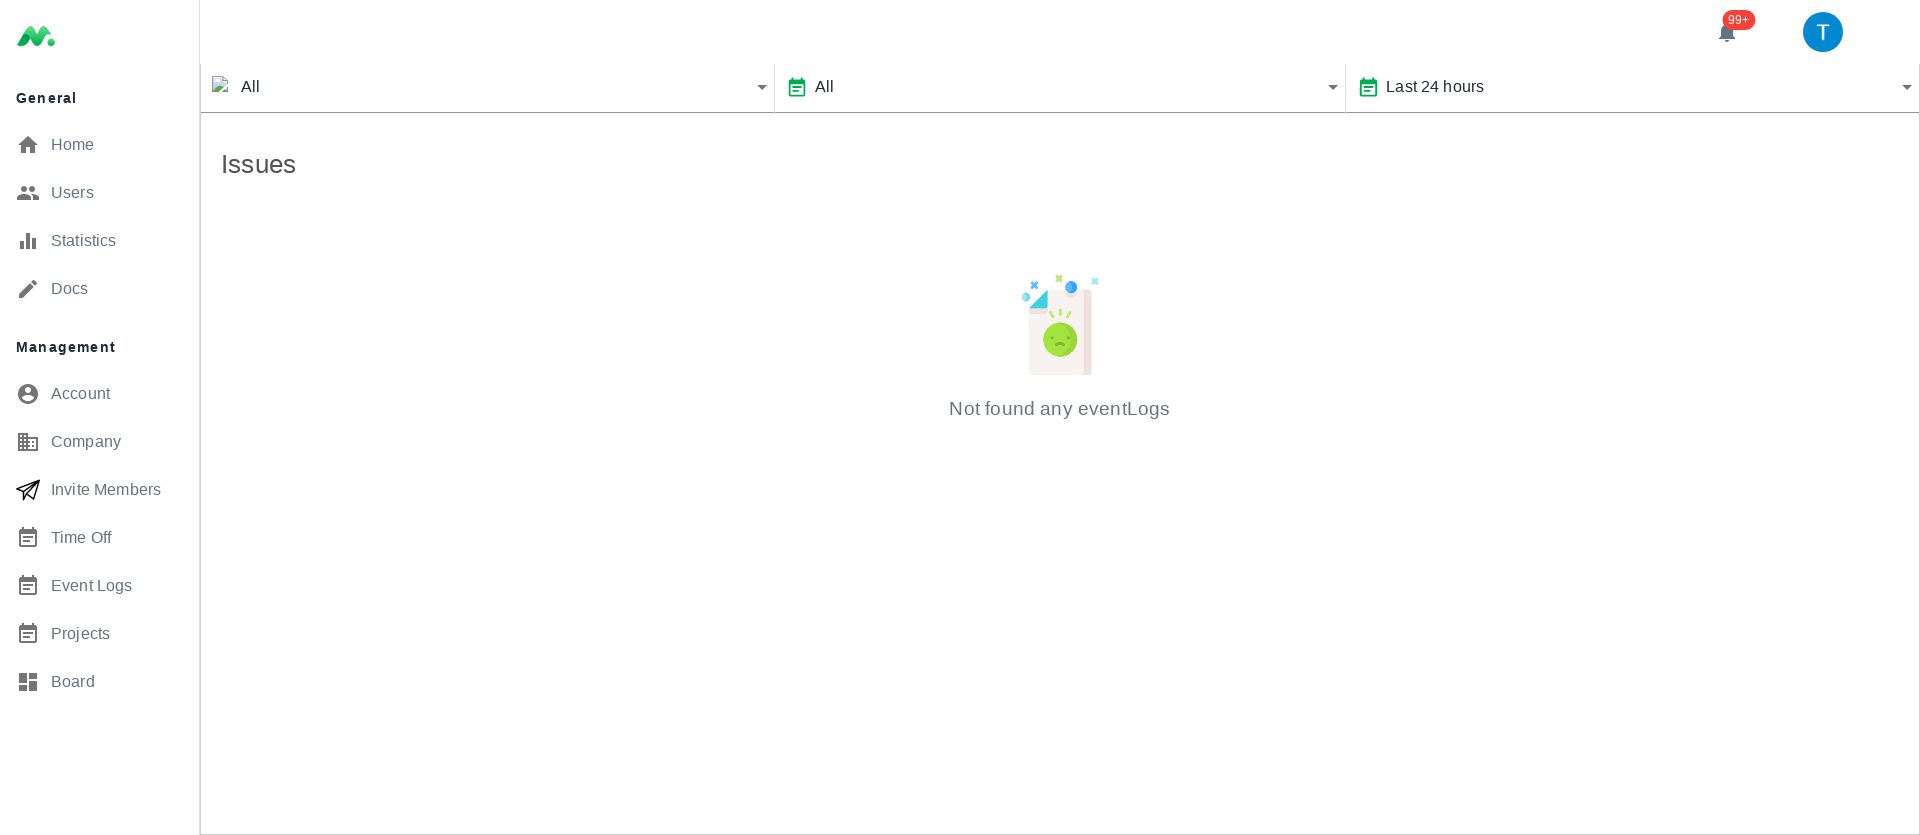 99+
T
General
Home
Users
Statistics
Docs
Management
Account
Company
Invite Members
Time Off
Event Logs
Projects
Board
All
All
Last 24 hours
Issues
Not found any eventLogs